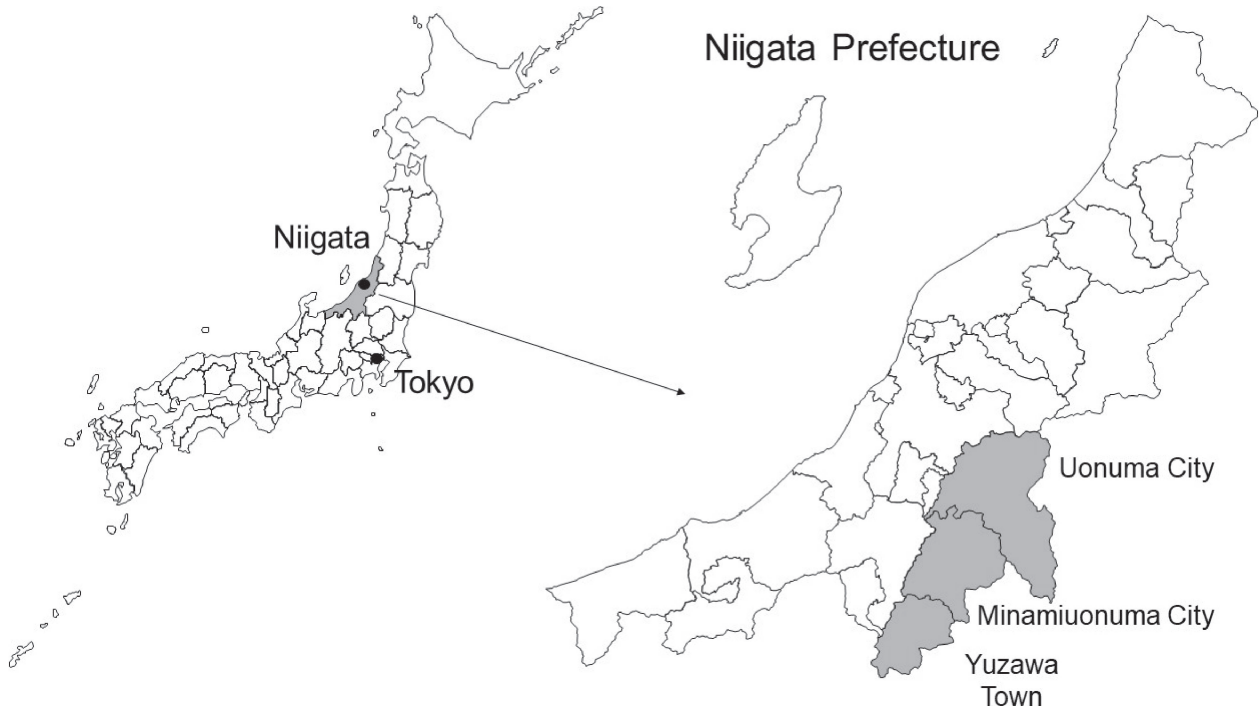 Niigata Prefecture
Niigata
Tokyo
Uonuma City
Minamiuonuma City
Yuzawa
Town